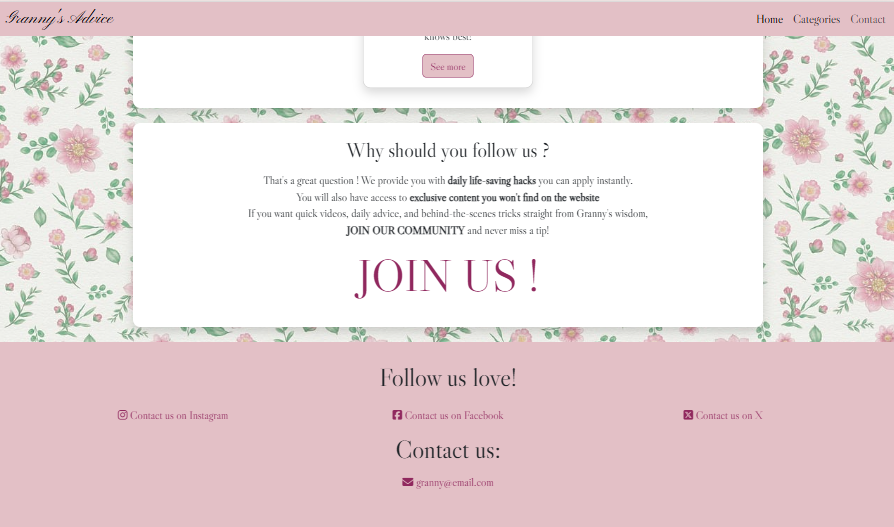 Granny's Advice
Home Categories Contact
knows best!
See more
Why should you follow us ?
That's a great question ! We provide you with daily life-saving hacks you can apply instantly.
You will also have access to exclusive content you won't find on the website
If you want quick videos, daily advice, and behind-the-scenes tricks straight from Granny's wisdom,
JOIN OUR COMMUNITY and never miss a tip!
JOIN US !
Follow us love!
Contact us on Instagram Contact us on Facebook Contact us on X
Contact us:
granny@email.com